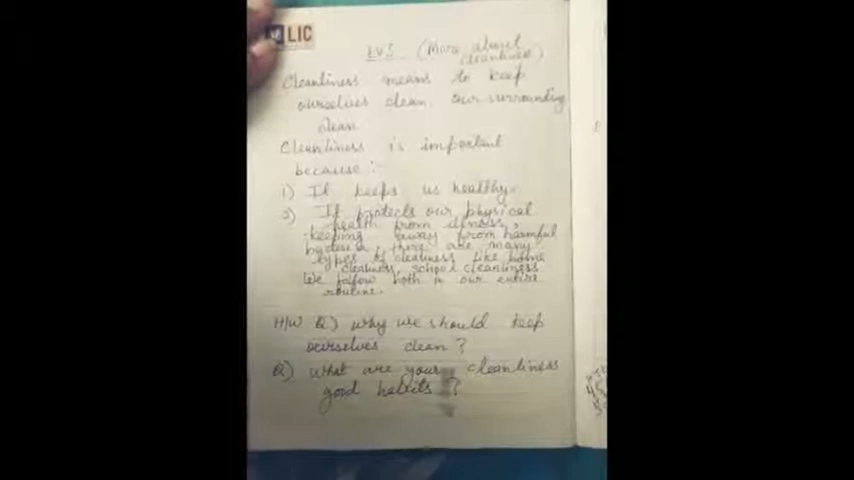 LIC
L.V.5 (More about
cleanliness)
Cleanliness means to keep
ourselves clean, our surrounding
clean
Cleanliness is important
because :-
1) It keeps us healthy.
2) It protects our physical
health from illness,
keeping away from harmful
bacteria, there are many
types of cleanness like home
cleanness, school cleanliness
We follow both in our entire
routine.
H/W Q) why we should keep
ourselves clean ?
Q) what are your cleanliness
good habits ?